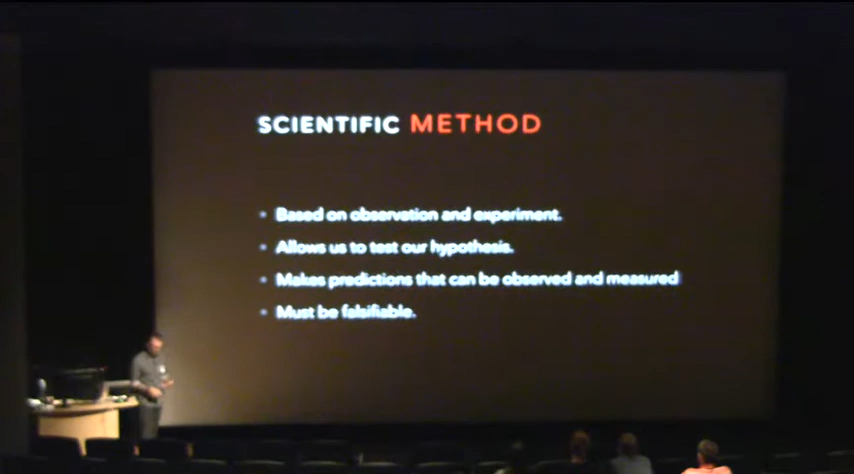 SCIENTIFIC METHOD
• Based on observation and experiment.
• Allows us to test our hypothesis.
• Makes predictions that can be observed and measured
• Must be falsifiable.